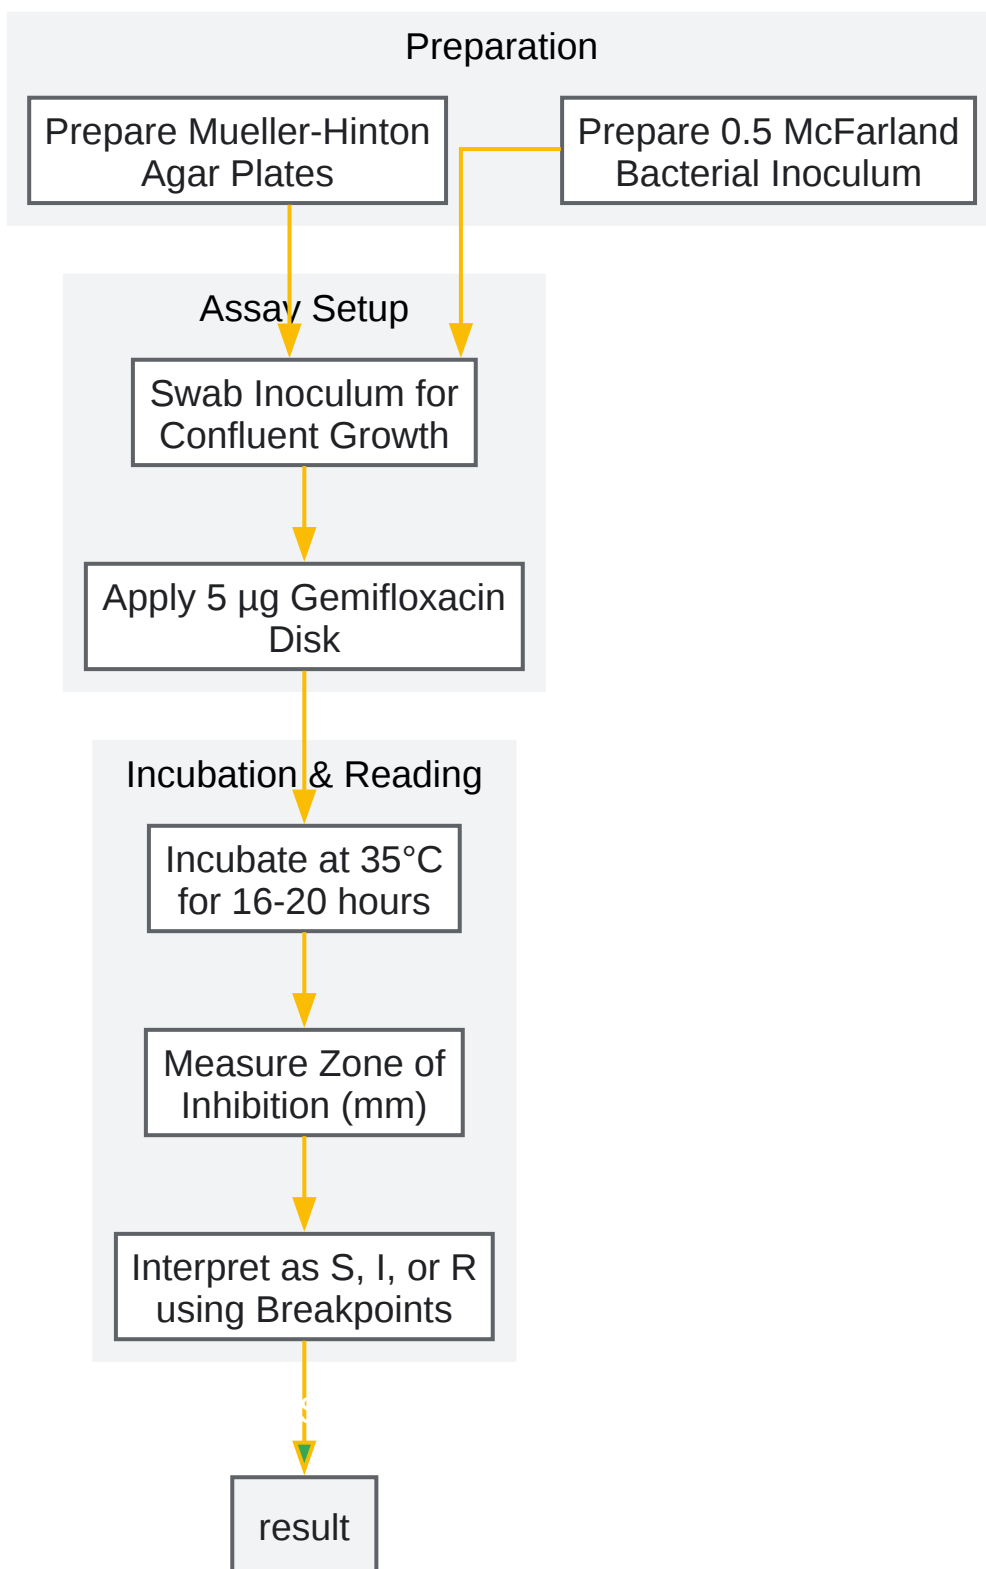 Preparation
Prepare Mueller-Hinton
Agar Plates
Prepare 0.5 McFarland
Bacterial Inoculum
Assay Setup
Swab Inoculum for
Confluent Growth
Apply 5 µg Gemifloxacin
Disk
Incubation & Reading
Incubate at 35°C
for 16-20 hours
Measure Zone of
Inhibition (mm)
Interpret as S, I, or R
using Breakpoints
result